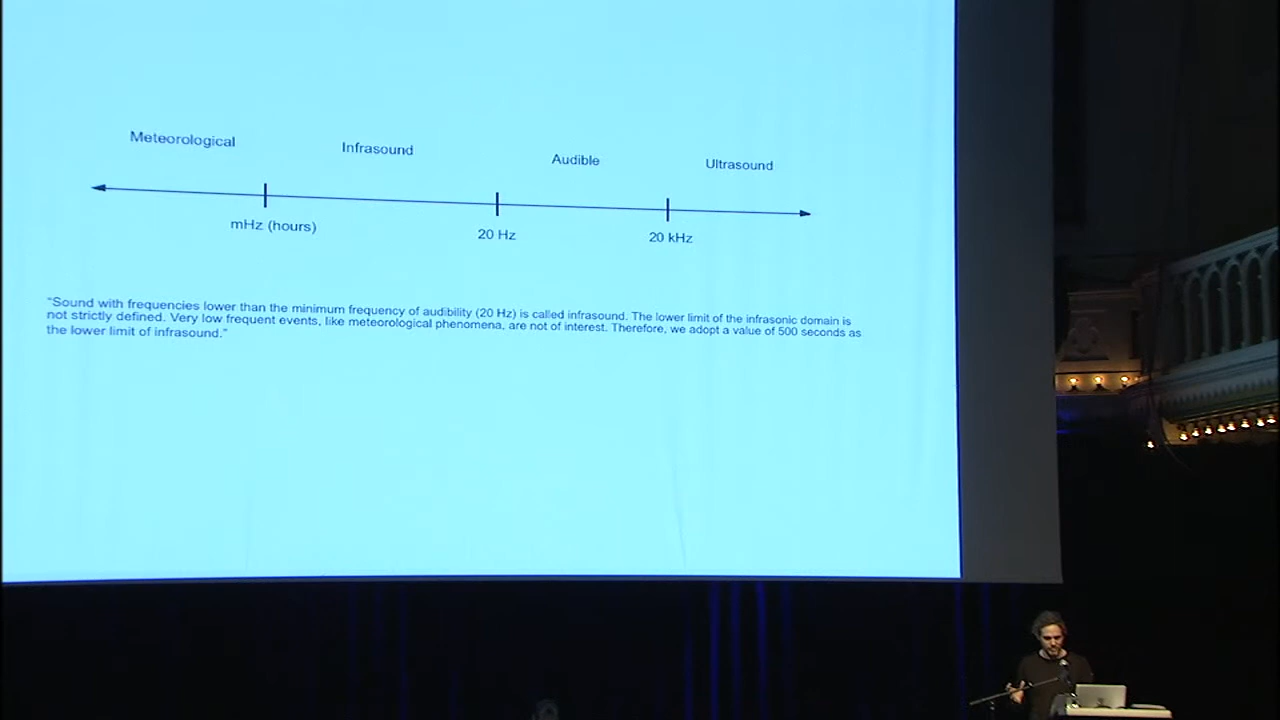 Meteorological
Infrasound
Audible
Ultrasound
mHz (hours)
20 Hz
20 kHz
"Sound with frequencies lower than the minimum frequency of audibility (20 Hz) is called infrasound. The lower limit of the infrasonic domain is
not strictly defined. Very low frequent events, like meteorological phenomena, are not of interest. Therefore, we adopt a value of 500 seconds as
the lower limit of infrasound."